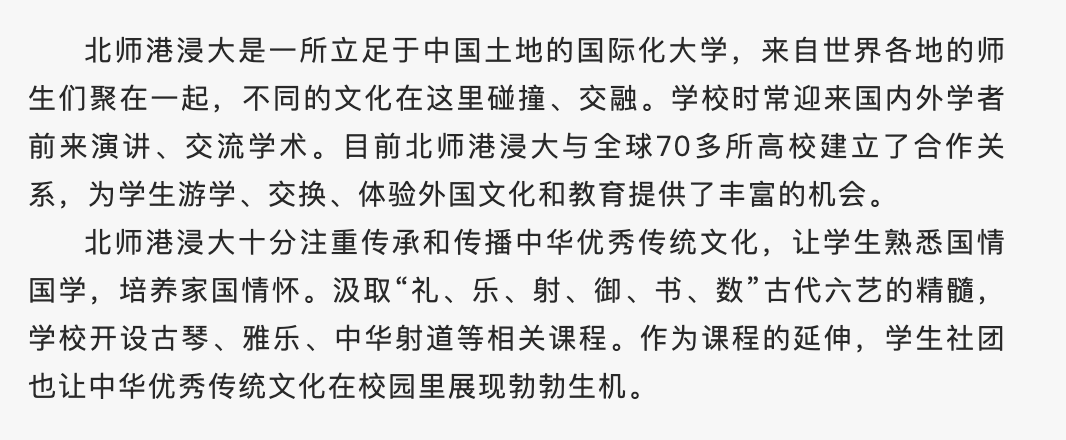 北师港浸大是一所立足于中国土地的国际化大学，来自世界各地的师
生们聚在一起，不同的文化在这里碰撞、交融。学校时常迎来国内外学者
前来演讲、交流学术。目前北师港浸大与全球70多所高校建立了合作关
系，为学生游学、交换、体验外国文化和教育提供了丰富的机会。
北师港浸大十分注重传承和传播中华优秀传统文化，让学生熟悉国情
国学，培养家国情怀。汲取“礼、乐、射、御、书、数”古代六艺的精髓，
学校开设古琴、雅乐、中华射道等相关课程。作为课程的延伸，学生社团
也让中华优秀传统文化在校园里展现勃勃生机。